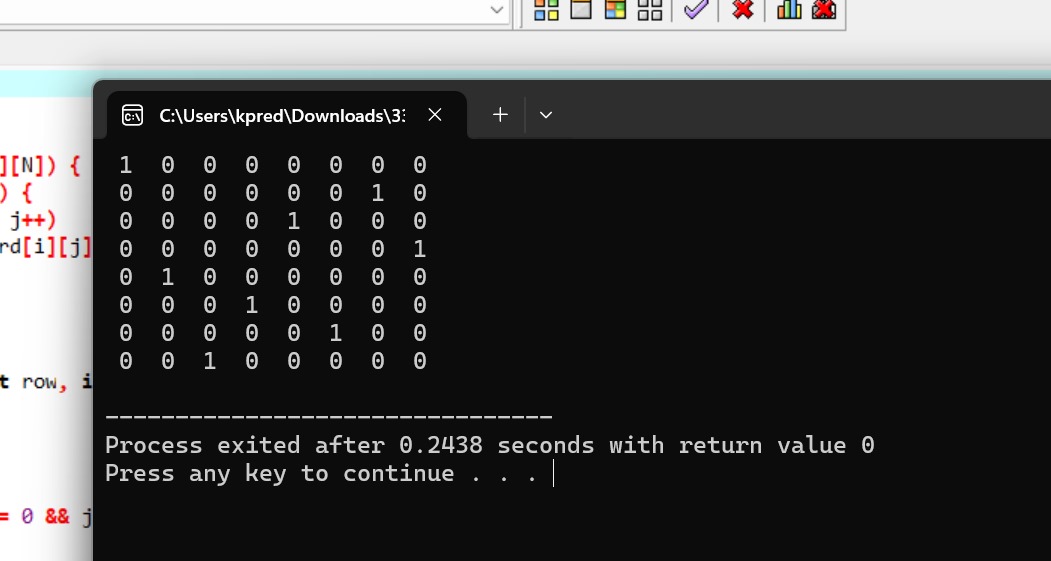 C:\Users\kpred\Downloads\33
][N]) {
1 0 0 0 0 0 0 0
) {
0 0 0 0 0 0 1 0
j++)
0 0 0 0 1 0 0 0
rd[i][j]
0 0 0 0 0 0 0 1
0 1 0 0 0 0 0 0
0 0 0 1 0 0 0 0
0 0 0 0 0 1 0 0
0 0 1 0 0 0 0 0
t row, i
--------------------------------
Process exited after 0.2438 seconds with return value 0
Press any key to continue . . .
= 0 && j